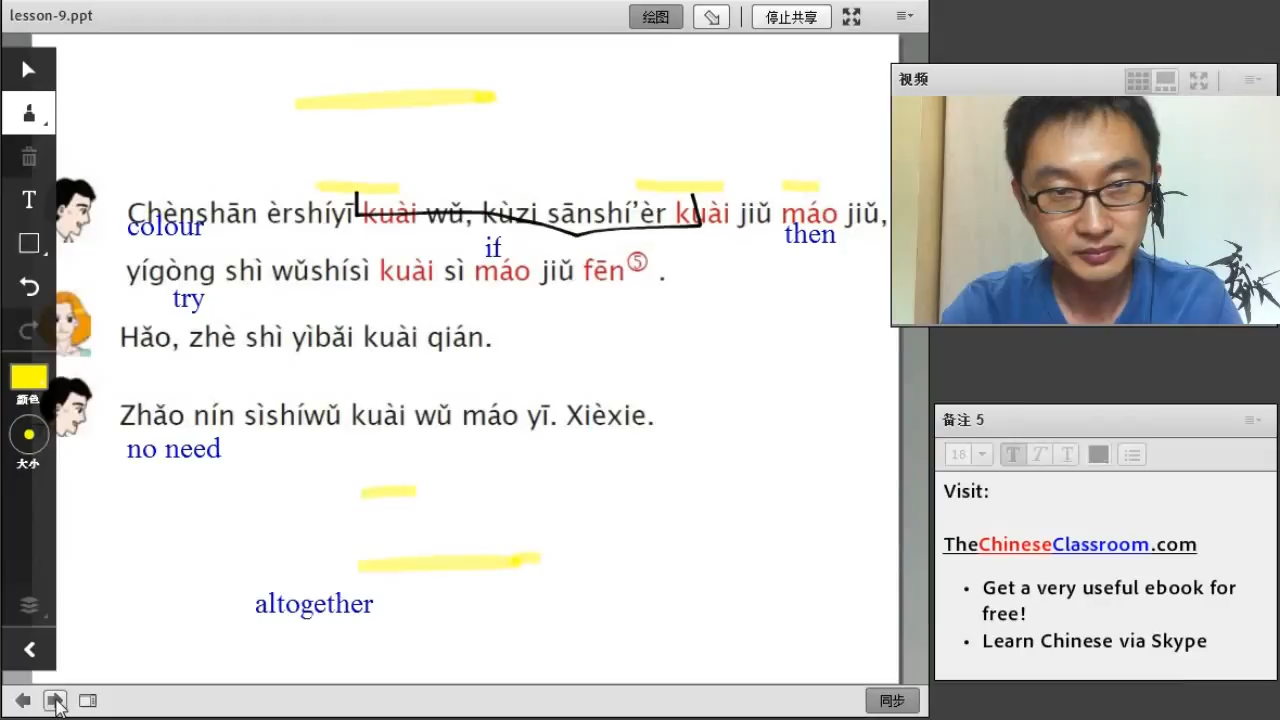 lesson-9.ppt
绘图
停止共享
视频
Chènshān èrshíyī kuài wǔ, kùzi sānshí’èr kuài jiǔ máo jiǔ,
colour
if
then
yígòng shì wǔshísì kuài sì máo jiǔ fēn⑤ .
try
Hǎo, zhè shì yìbǎi kuài qián.
Zhǎo nín sìshíwǔ kuài wǔ máo yī. Xièxie.
no need
altogether
T
颜色
大小
同步
备注 5
18
T T T
Visit:
TheChineseClassroom.com
• Get a very useful ebook for
free!
• Learn Chinese via Skype